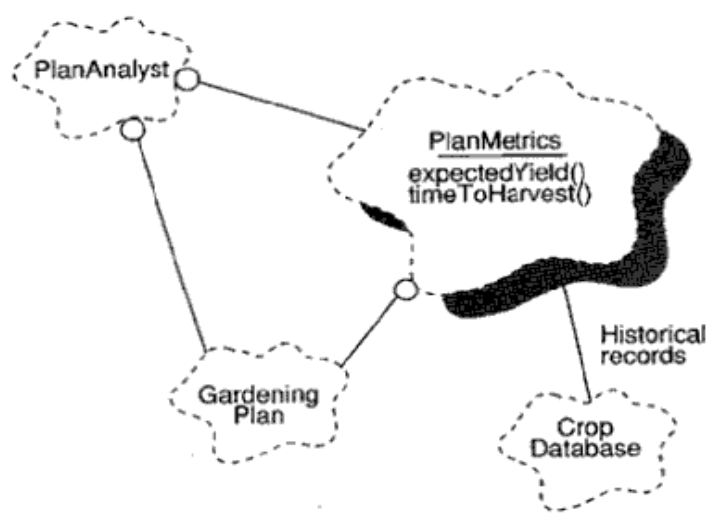 PlanAnalyst
PlanMetrics
expectedYield()
timeToHarvest()
Historical
records
Gardening
Plan
Crop
Database